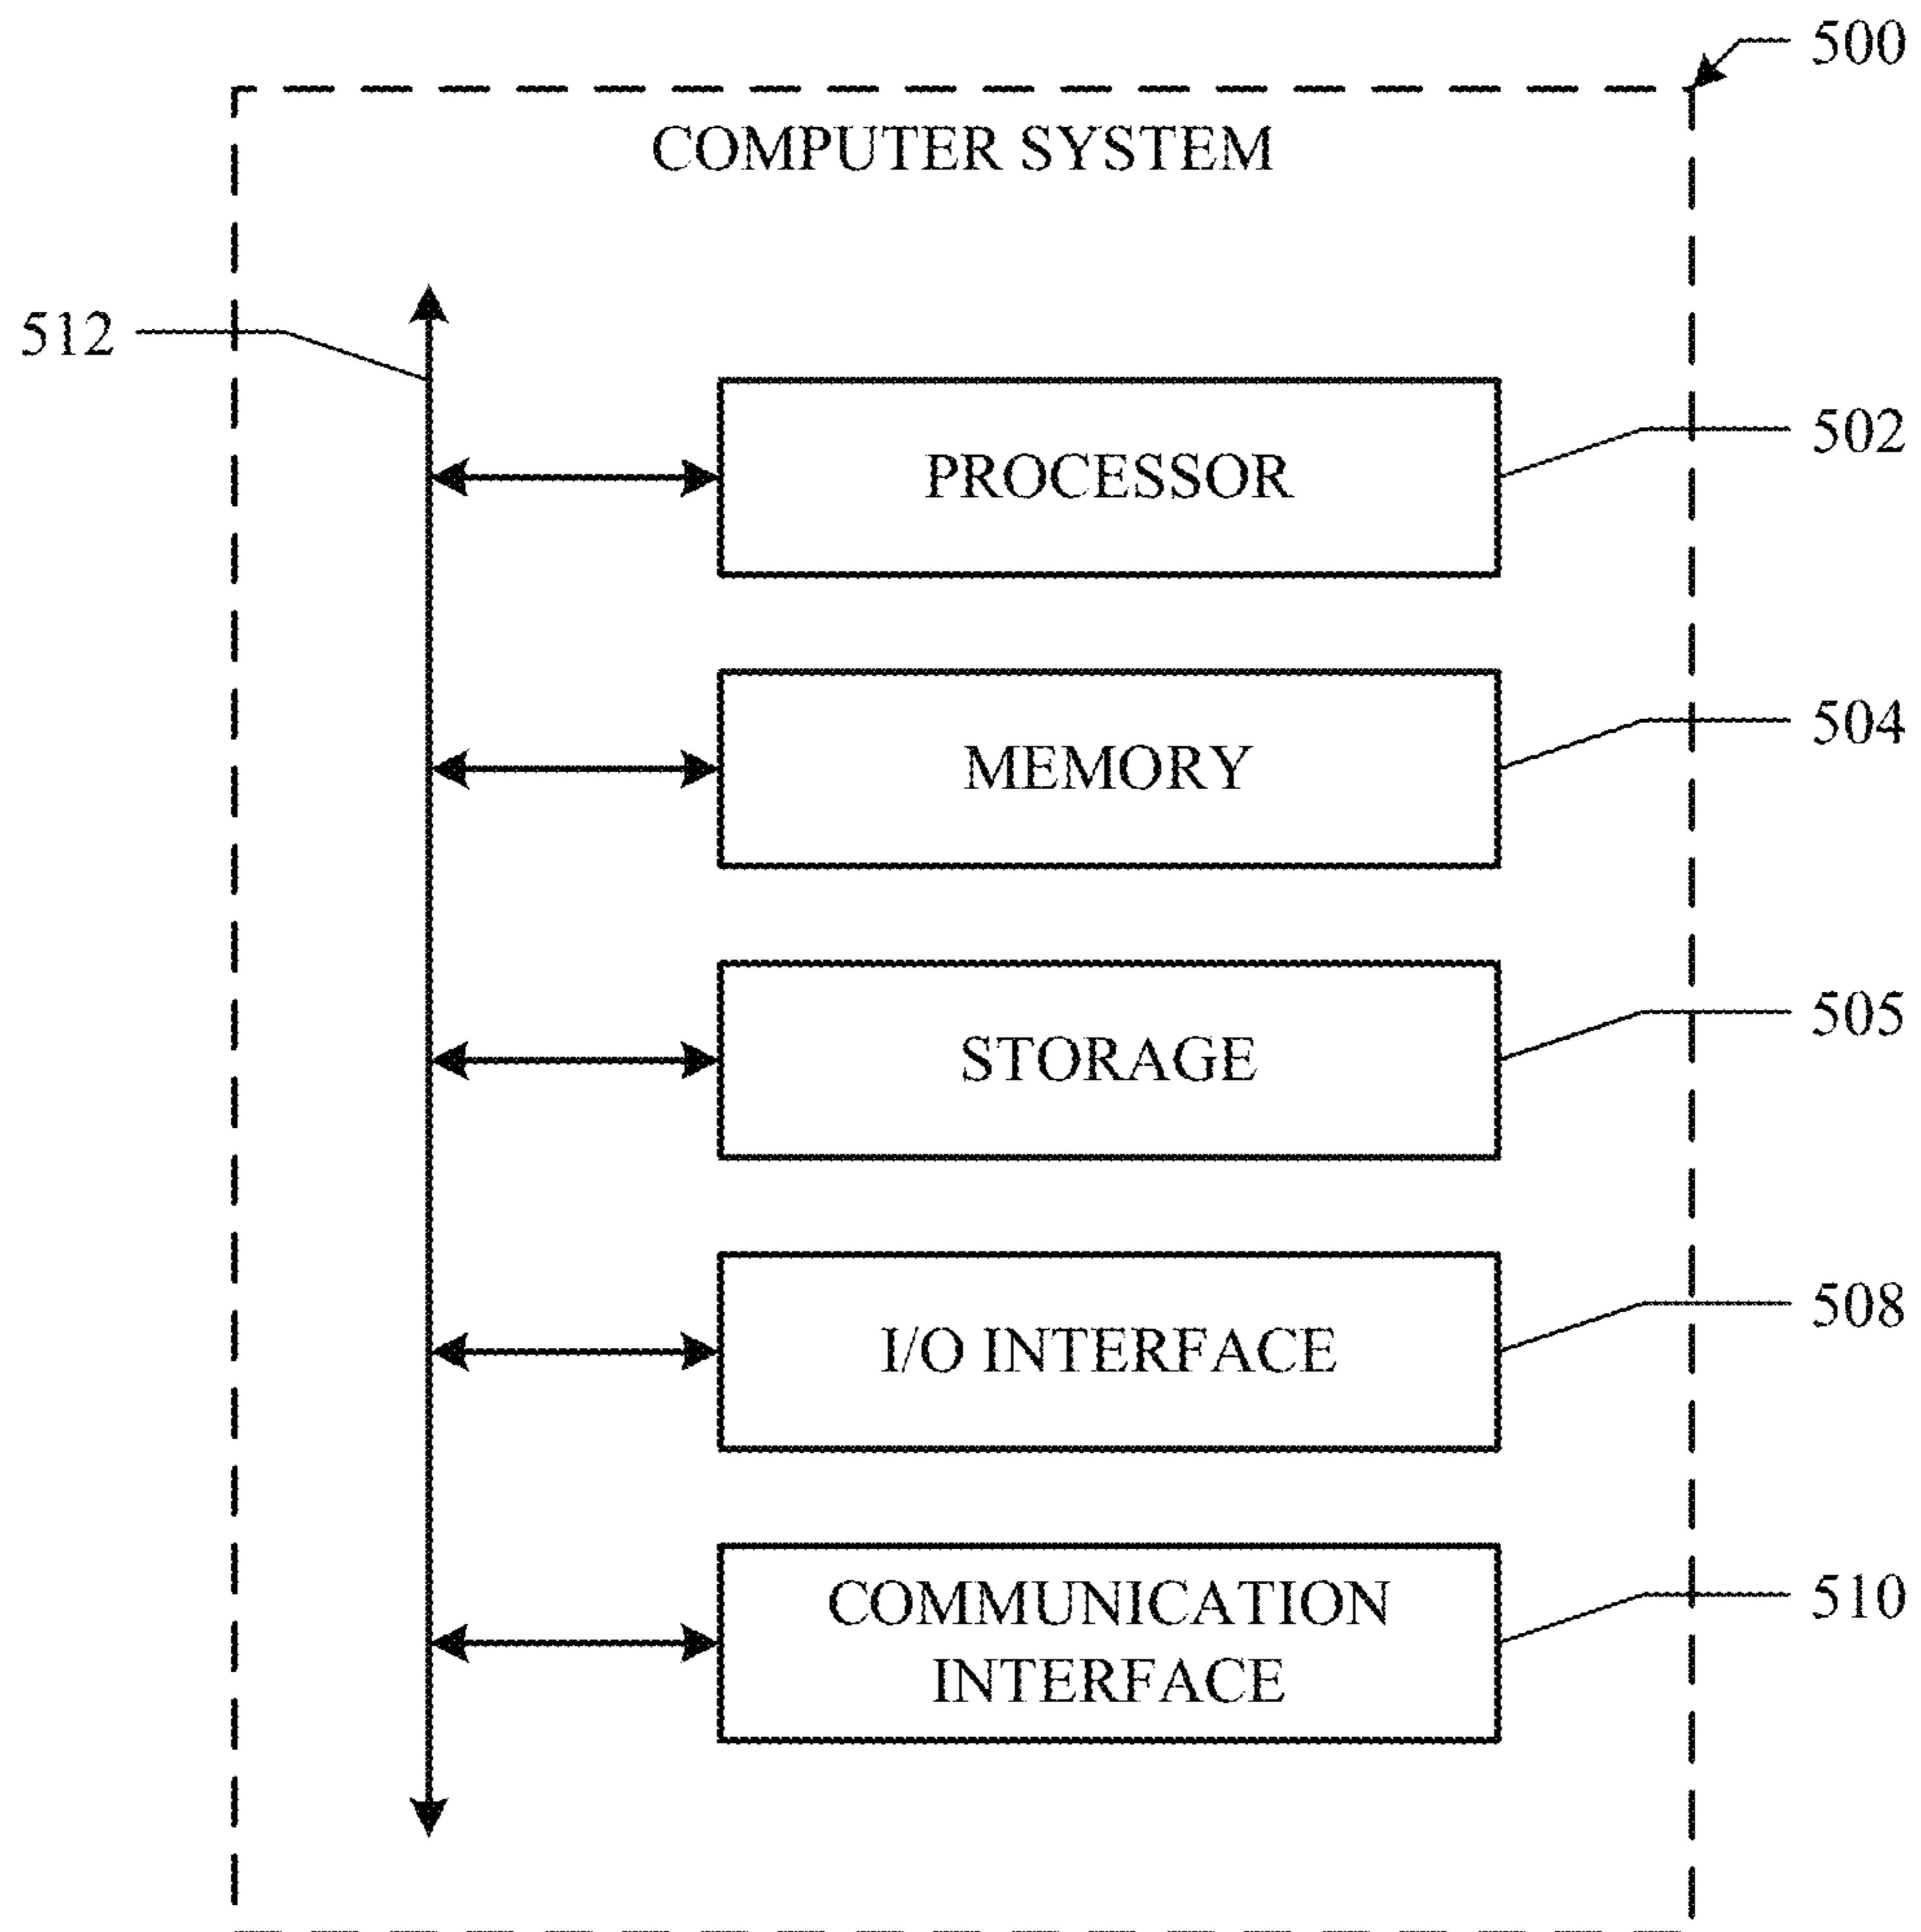 500
COMPUTER SYSTEM
512
502
PROCESSOR
504
MEMORY
505
STORAGE
508
I/O INTERFACE
510
COMMUNICATION
INTERFACE